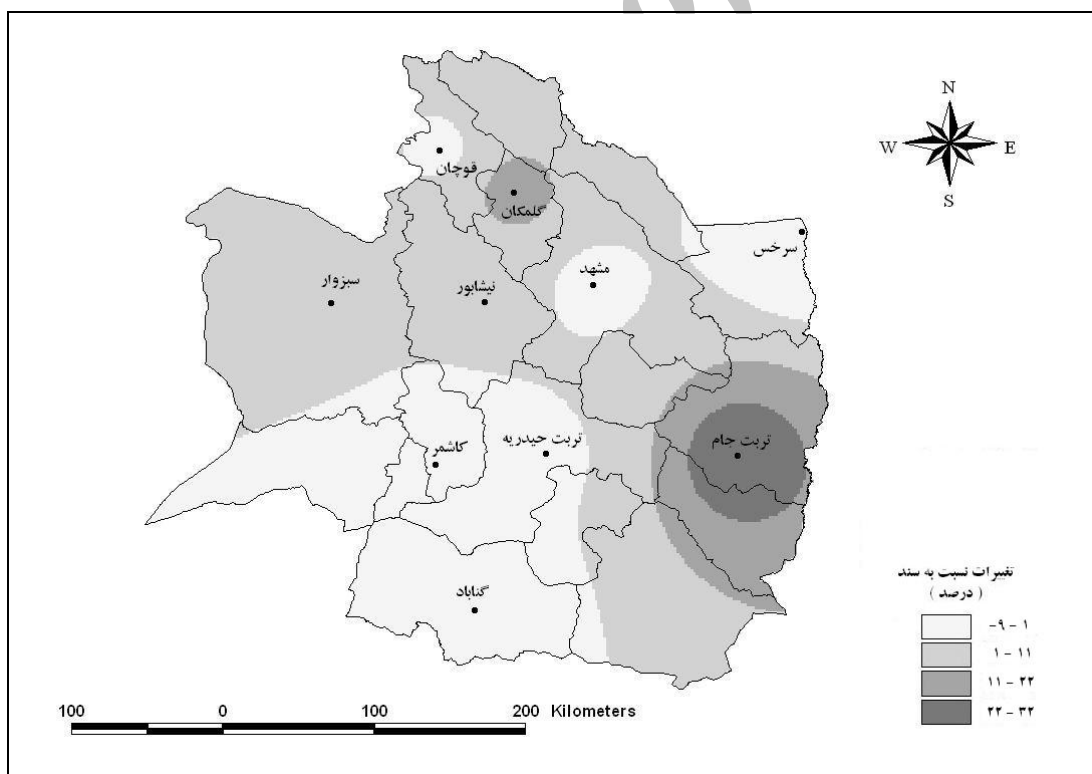 N
W E
S
قوچان
گلمکان
سرخس
مشهد
سبزوار
نیشابور
تربت حیدریه
کاشمر
تربت جام
گناباد
تغییرات نسبت به سند
( درصد )
-۹ - ۱
۱ - ۱۱
۱۱ - ۲۲
۲۲ - ۳۲
100 0 100 200 Kilometers